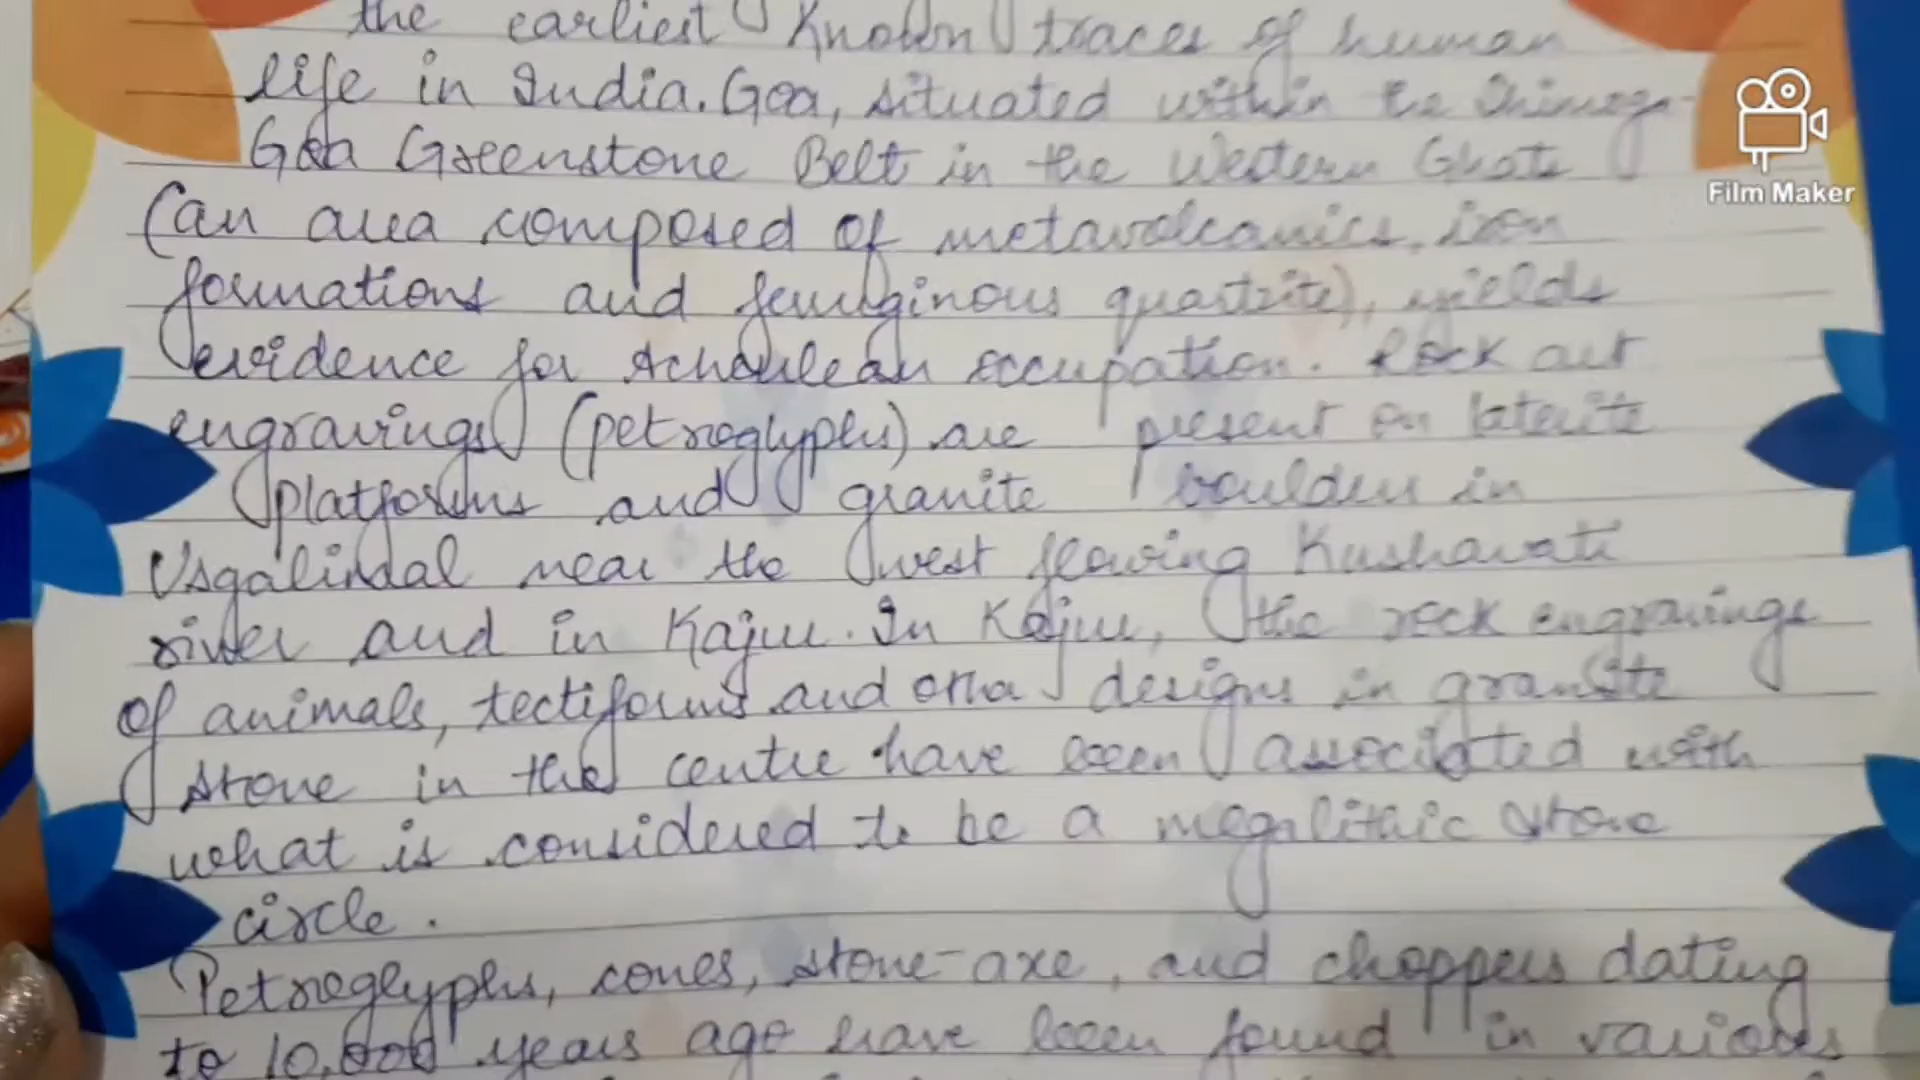 the earliest known traces of human
life in India. Goa, situated within the Shimoga-
Goa Greenstone Belt in the Western Ghats
(an area composed of metavolcanics, iron
formations and ferruginous quartzite), yields
evidence for Acheulean occupation. Rock art
engravings (petroglyphs) are present on laterite
platforms and granite boulders in
Usgalindal near the west flowing Kushavati
river and in Kajur. In Kajur, the rock engravings
of animals, tectiforms and other designs in granite
stone in the centre have been associated with
what is considered to be a megalithic stone
circle.
Petroglyphs, cones, stone-axe, and choppers dating
to 10,000 years ago have been found in various
Film Maker